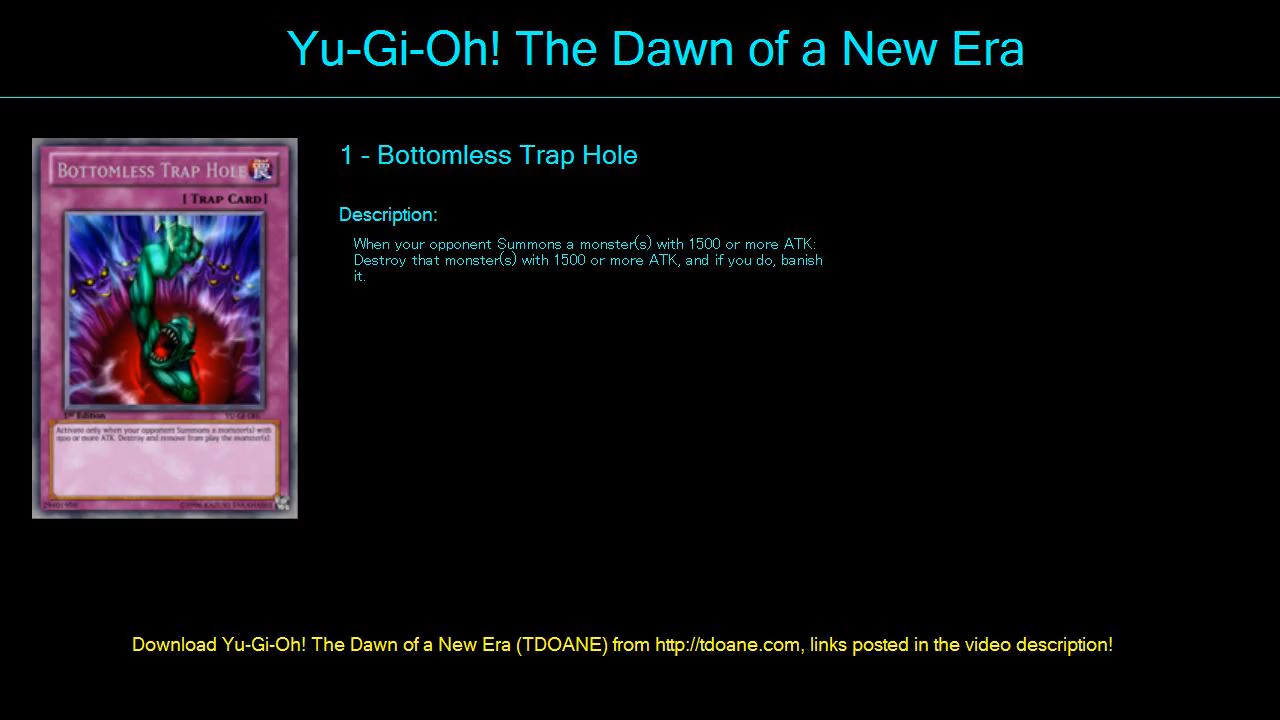 Yu-Gi-Oh! The Dawn of a New Era
BOTTOMLESS TRAP HOLE
[TRAP CARD]
1st Edition
Activate only when your opponent Summons a monster(s) with
1500 or more ATK. Destroy and remove from play the monster(s).
1 - Bottomless Trap Hole
Description:
When your opponent Summons a monster(s) with 1500 or more ATK:
Destroy that monster(s) with 1500 or more ATK, and if you do, banish
it.
Download Yu-Gi-Oh! The Dawn of a New Era (TDOANE) from http://tdoane.com, links posted in the video description!